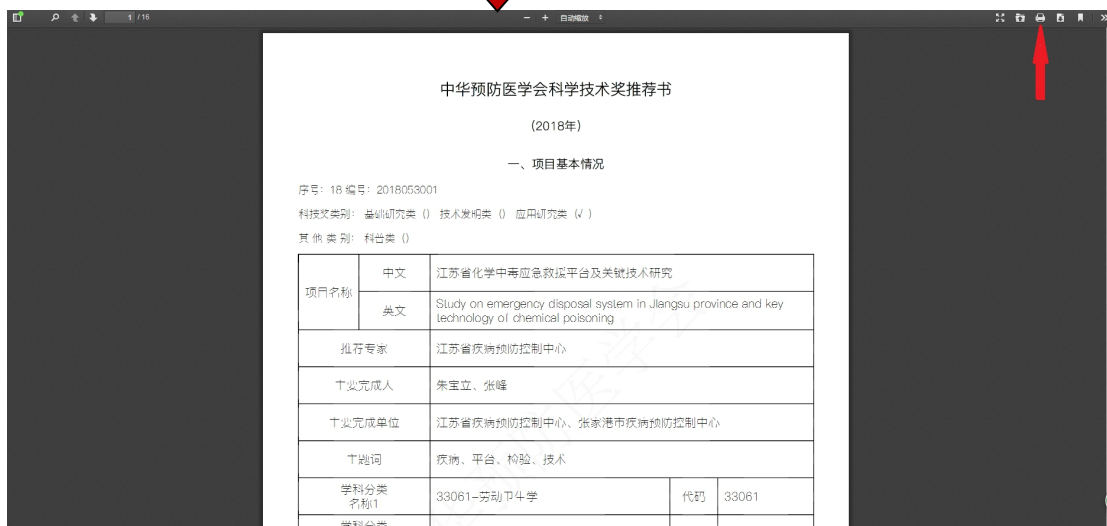 1 / 16
自动缩放
中华预防医学会科学技术奖推荐书
(2018年)
一、项目基本情况
序号: 18 编号: 2018053001
科技奖类别: 基础研究类 () 技术发明类 () 应用研究类 (√ )
其 他 类 别: 科普类 ()
项目名称 中文 江苏省化学中毒应急救援平台及关键技术研究
英文 Study on emergency disposal system in Jiangsu province and key
technology of chemical poisoning
推荐专家 江苏省疾病预防控制中心
主要完成人 朱宝立、张峰
主要完成单位 江苏省疾病预防控制中心、张家港市疾病预防控制中心
主题词 疾病、平台、检验、技术
学科分类
名称1 33061-劳动卫生学 代码 33061
学科分类